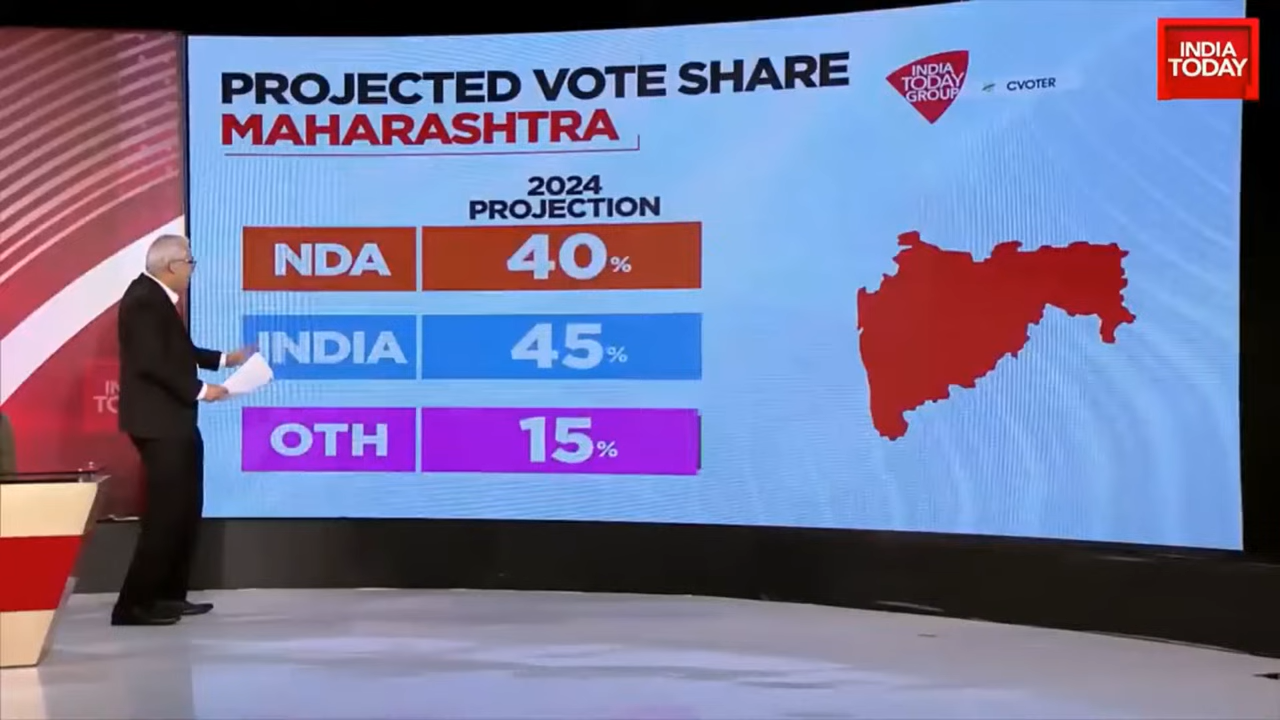 PROJECTED VOTE SHARE
MAHARASHTRA
INDIA
TODAY
GROUP
CVOTER
INDIA
TODAY
2024
PROJECTION
NDA 40%
INDIA 45%
OTH 15%